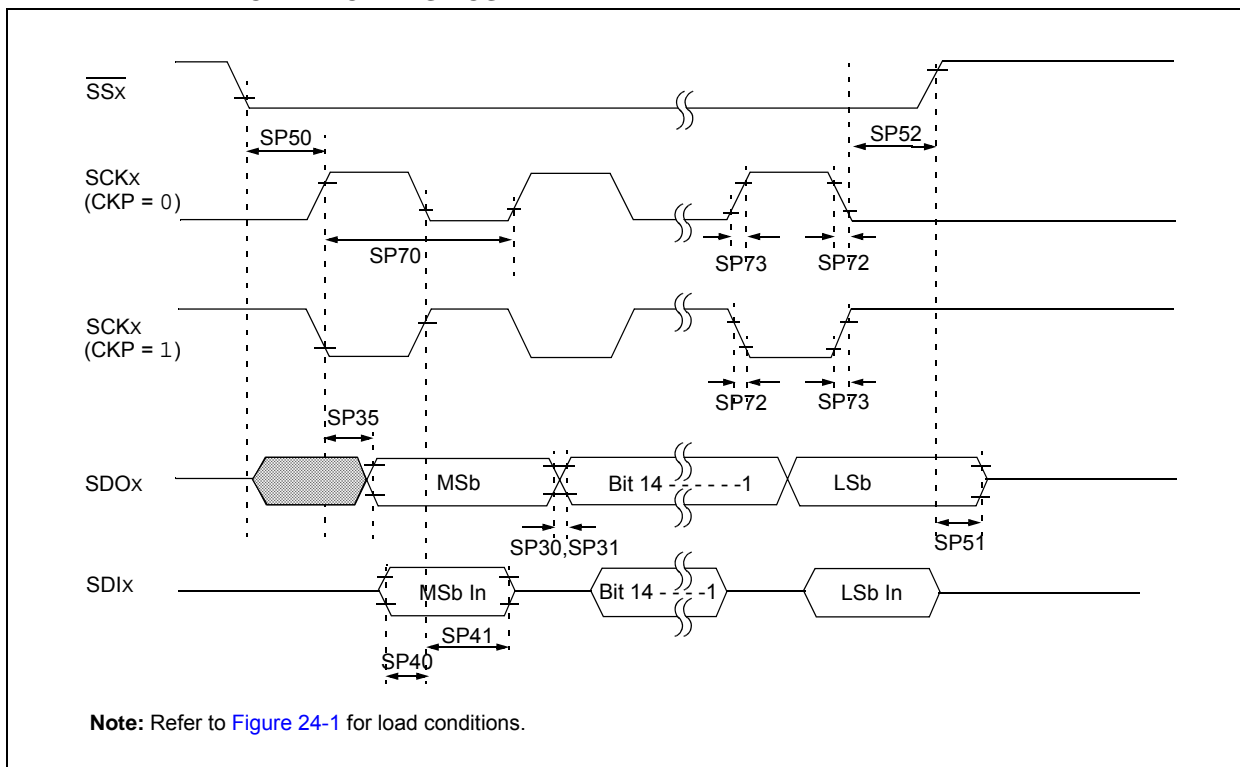 SSx
SP50
SP52
SCKx
(CKP = 0)
SP70
SP73
SP72
SCKx
(CKP = 1)
SP72
SP73
SP35
SDOx
MSb
Bit 14 - - - - - -1
LSb
SP30,SP31
SP51
SDIx
MSb In
Bit 14 - - - -1
LSb In
SP41
SP40
Note: Refer to Figure 24-1 for load conditions.